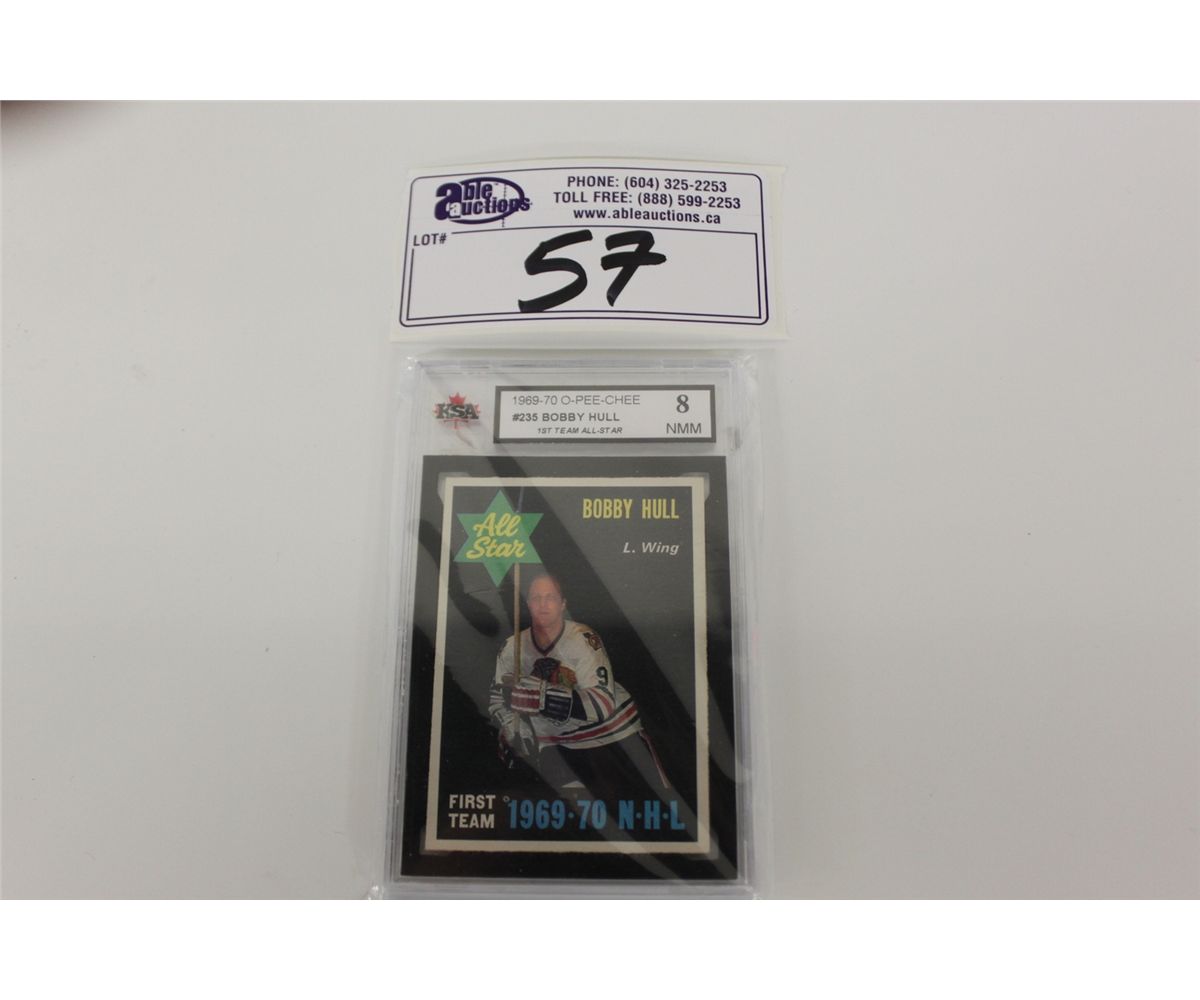 able auctions
PHONE: (604) 325-2253
TOLL FREE: (888) 599-2253
www.ableauctions.ca
LOT#
57
KSA
1969-70 O-PEE-CHEE
#235 BOBBY HULL
1ST TEAM ALL-STAR
8
NMM
All
Star
BOBBY HULL
L. Wing
9
FIRST
TEAM
1969·70 N·H·L